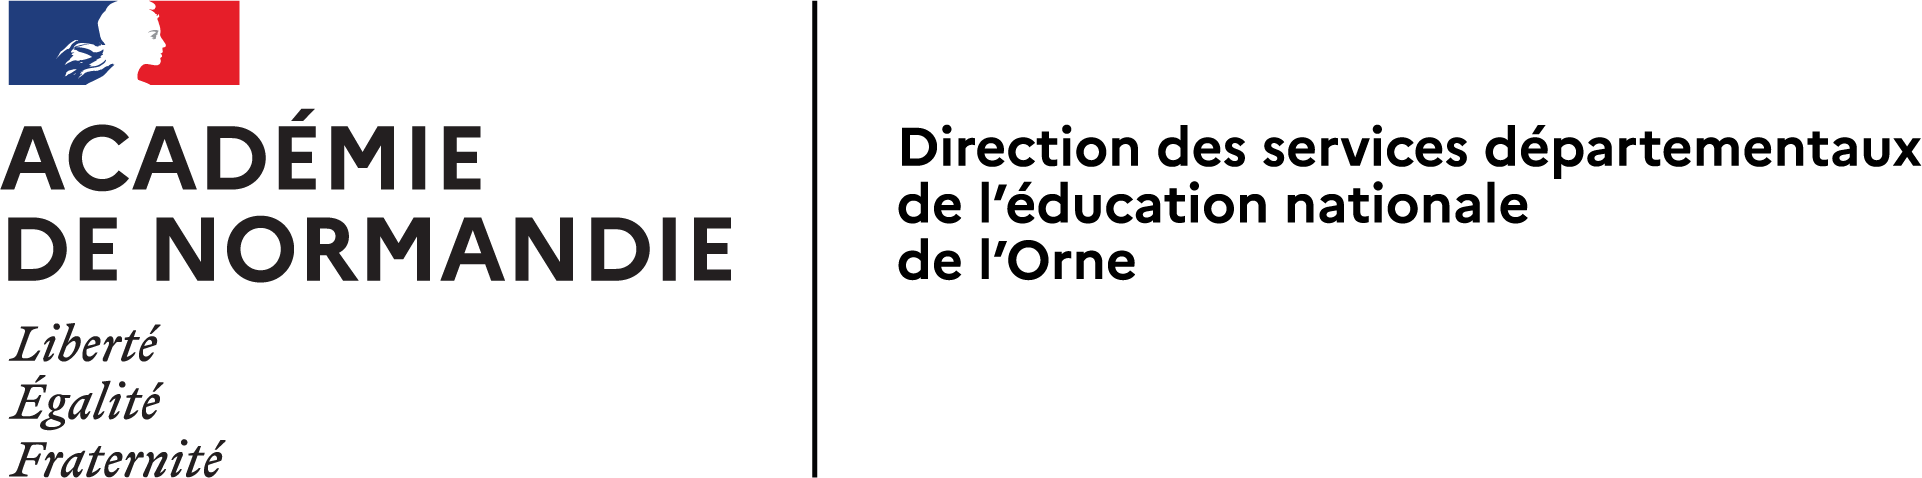 ACADÉMIE
DE NORMANDIE
Liberté
Égalité
Fraternité
Direction des services départementaux
de l’éducation nationale
de l’Orne